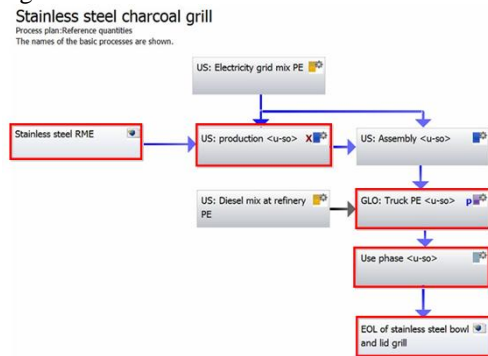 Stainless steel charcoal grill
Process plan:Reference quantities
The names of the basic processes are shown.
US: Electricity grid mix PE
Stainless steel RME
US: production <u-so>
X
US: Assembly <u-so>
US: Diesel mix at refinery
PE
GLO: Truck PE <u-so>
p
Use phase <u-so>
EOL of stainless steel bowl
and lid grill